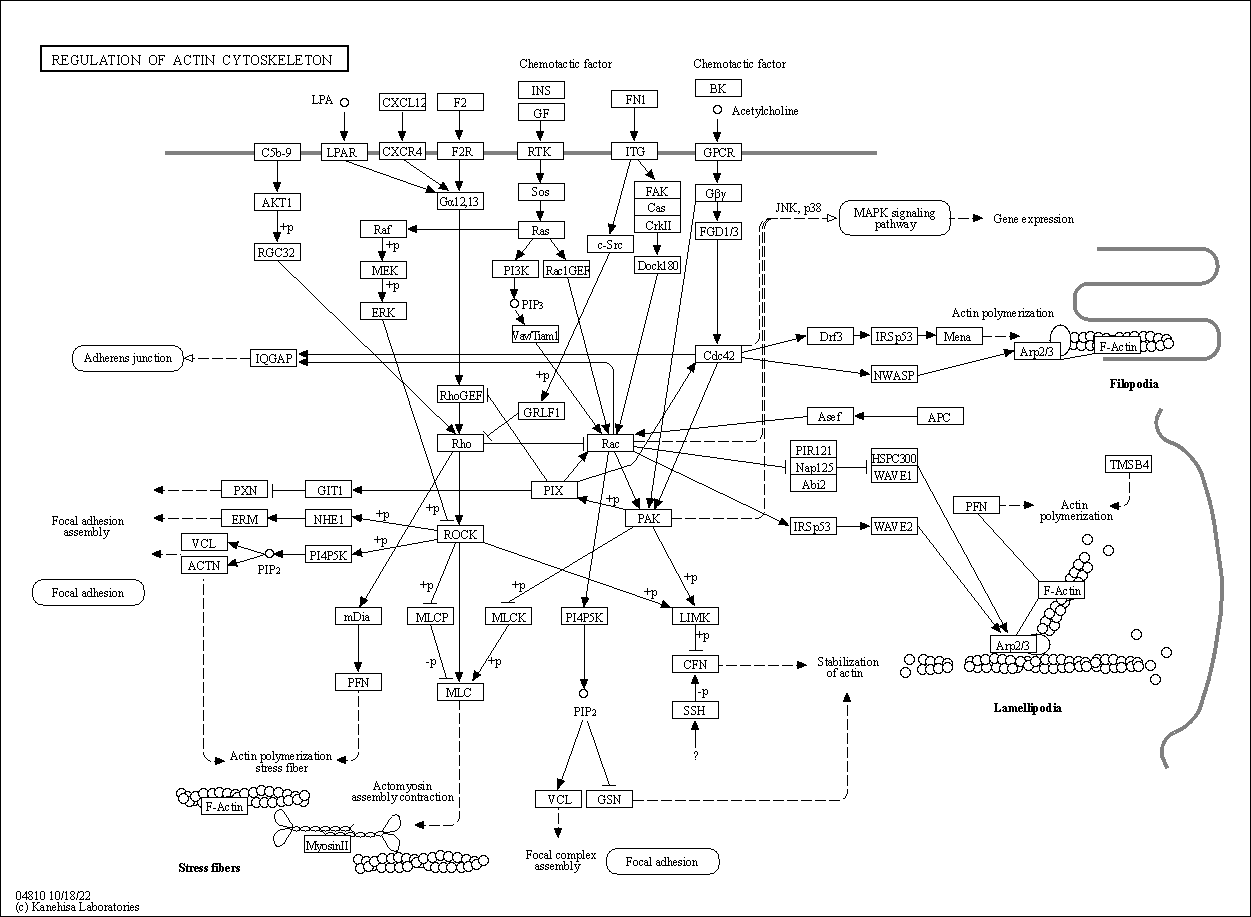 REGULATION OF ACTIN CYTOSKELETON
Chemotactic factor
Chemotactic factor
LPA
CXCL12
F2
INS
GF
FN1
BK
Acetylcholine
C5b-9
LPAR
CXCR4
F2R
RTK
ITG
GPCR
AKT1
Gα12,13
Sos
FAK
Cas
CrkII
Gβγ
JNK, p38
MAPK signaling
pathway
Gene expression
+p
RGC32
Raf
Ras
c-Src
FGD1/3
+p
MEK
PI3K
Rac1GEF
Dock180
+p
ERK
PIP3
Vav/Tiam1
Actin polymerization
Drf3
IRSp53
Mena
Arp2/3
F-Actin
Adherens junction
IQGAP
Cdc42
NWASP
Filopodia
+p
RhoGEF
GRLF1
Asef
APC
Rho
Rac
PIR121
Nap125
Abi2
HSPC300
WAVE1
TMSB4
PXN
GIT1
PIX
+p
PFN
Actin
polymerization
Focal adhesion
assembly
ERM
NHE1
+p
+p
ROCK
PAK
IRSp53
WAVE2
VCL
ACTN
PIP2
PI4P5K
+p
Focal adhesion
+p
+p
+p
+p
F-Actin
mDia
MLCP
MLCK
PI4P5K
LIMK
+p
Arp2/3
-p
+p
CFN
Stabilization
of actin
PFN
MLC
-p
SSH
PIP2
Lamellipodia
?
Actin polymerization
stress fiber
Actomyosin
assembly contraction
F-Actin
VCL
GSN
MyosinII
Stress fibers
Focal complex
assembly
Focal adhesion
04810 10/18/22
(c) Kanehisa Laboratories